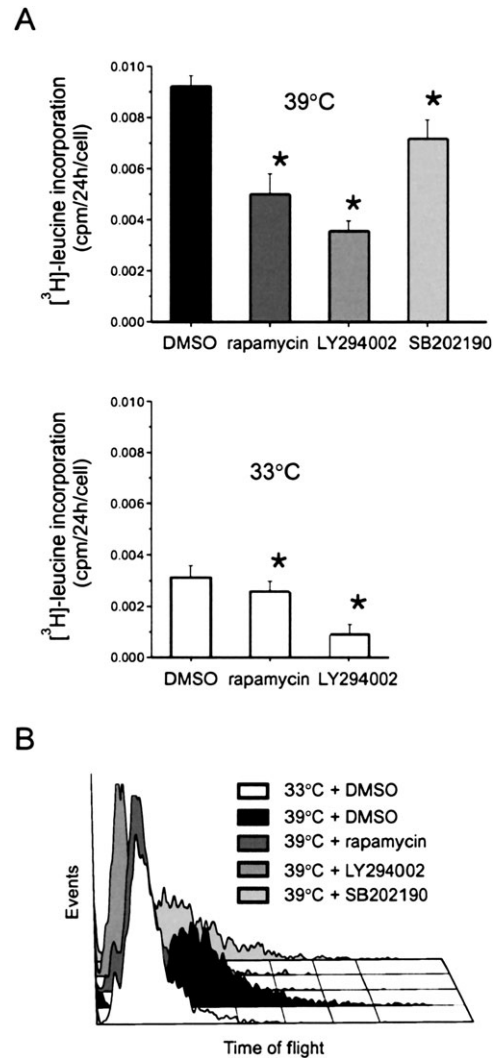 A
[³H]-leucine incorporation
(cpm/24h/cell)
0.010
0.008
0.006
0.004
0.002
0.000
39°C
* * *
DMSO rapamycin LY294002 SB202190
[³H]-leucine incorporation
(cpm/24h/cell)
0.010
0.008
0.006
0.004
0.002
0.000
33°C
* *
DMSO rapamycin LY294002
B
Events
33°C + DMSO
39°C + DMSO
39°C + rapamycin
39°C + LY294002
39°C + SB202190
Time of flight